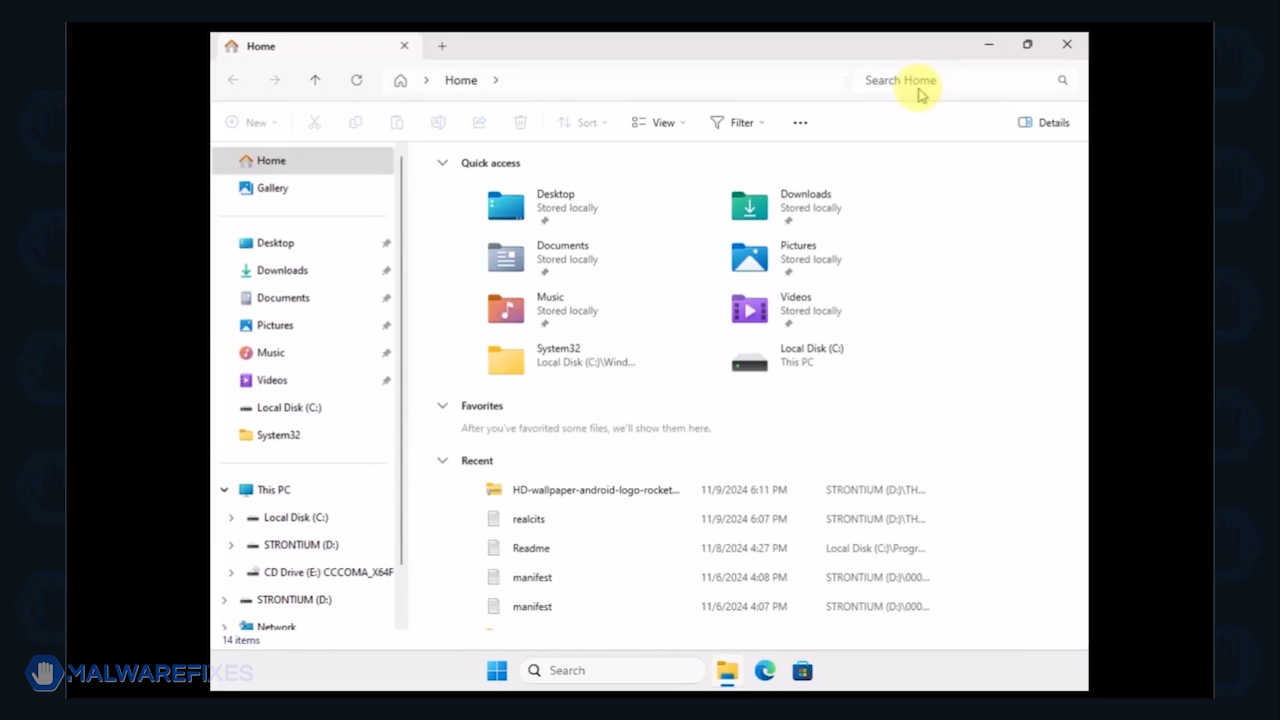 Home
Home
Search Home
New
Sort
View
Filter
Details
Home
Gallery
Desktop
Downloads
Documents
Pictures
Music
Videos
Local Disk (C:)
System32
This PC
Local Disk (C:)
STRONTIUM (D:)
CD Drive (E:) CCCOMA_X64F
STRONTIUM (D:)
Network
Quick access
Desktop
Stored locally
Downloads
Stored locally
Documents
Stored locally
Pictures
Stored locally
Music
Stored locally
Videos
Stored locally
System32
Local Disk (C:)\Wind...
Local Disk (C:)
This PC
Favorites
After you've favorited some files, we'll show them here.
Recent
HD-wallpaper-android-logo-rocket... 11/9/2024 6:11 PM STRONTIUM (D:)\TH...
realcits 11/9/2024 6:07 PM STRONTIUM (D:)\TH...
Readme 11/8/2024 4:27 PM Local Disk (C:)\Progr...
manifest 11/6/2024 4:08 PM STRONTIUM (D:)\000...
manifest 11/6/2024 4:07 PM STRONTIUM (D:)\000...
14 items
Search
MALWAREFIXES